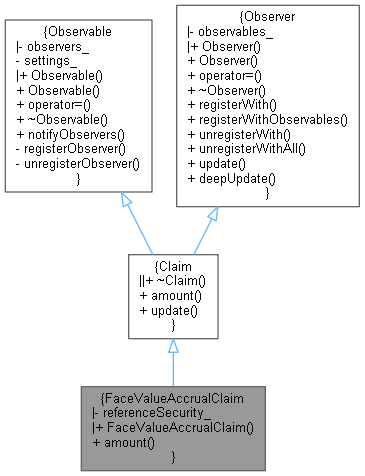 {Observable
|- observers_
- settings_
|+ Observable()
+ Observable()
+ operator=()
+ ~Observable()
+ notifyObservers()
- registerObserver()
- unregisterObserver()
}
{Observer
|- observables_
|+ Observer()
+ Observer()
+ operator=()
+ ~Observer()
+ registerWith()
+ registerWithObservables()
+ unregisterWith()
+ unregisterWithAll()
+ update()
+ deepUpdate()
}
{Claim
||+ ~Claim()
+ amount()
+ update()
}
{FaceValueAccrualClaim
|- referenceSecurity_
|+ FaceValueAccrualClaim()
+ amount()
}